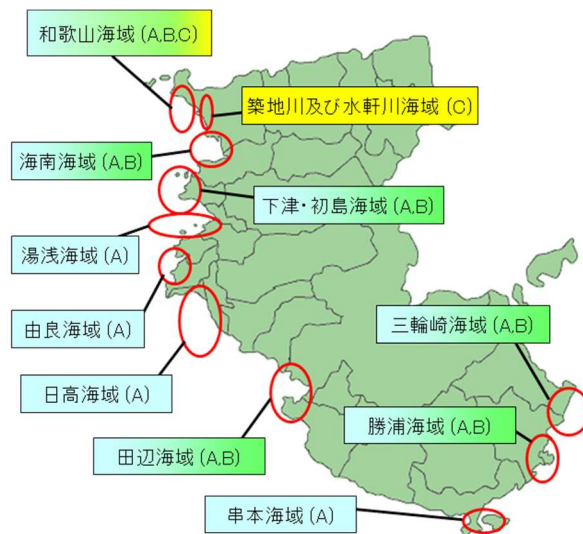 和歌山海域 (A,B,C)
築地川及び水軒川海域 (C)
海南海域 (A,B)
下津・初島海域 (A,B)
湯浅海域 (A)
由良海域 (A)
三輪崎海域 (A,B)
日高海域 (A)
勝浦海域 (A,B)
田辺海域 (A,B)
串本海域 (A)